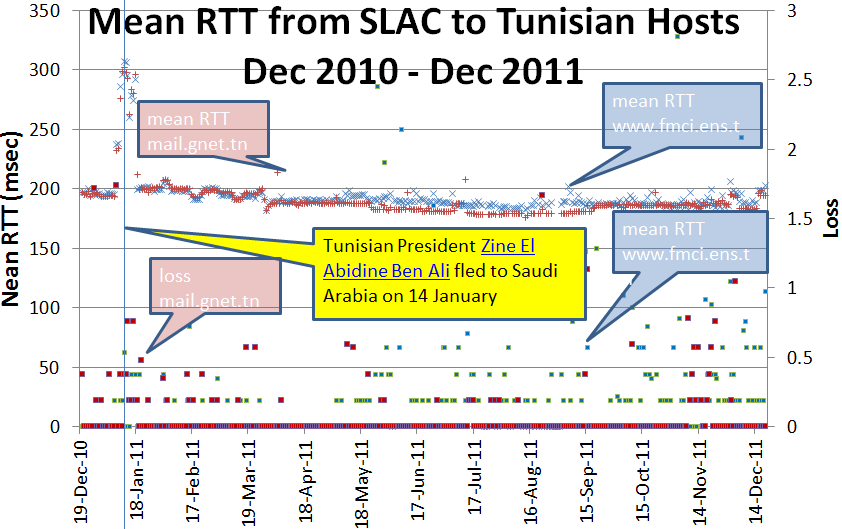 Mean RTT from SLAC to Tunisian Hosts
Dec 2010 - Dec 2011
350
300
250
200
150
100
50
0
Nean RTT (msec)
3
2.5
2
1.5
1
0.5
0
Loss
mean RTT
mail.gnet.tn
mean RTT
www.fmci.ens.t
Tunisian President Zine El
Abidine Ben Ali fled to Saudi
Arabia on 14 January
mean RTT
www.fmci.ens.t
loss
mail.gnet.tn
19-Dec-10
18-Jan-11
17-Feb-11
19-Mar-11
18-Apr-11
18-May-11
17-Jun-11
17-Jul-11
16-Aug-11
15-Sep-11
15-Oct-11
14-Nov-11
14-Dec-11